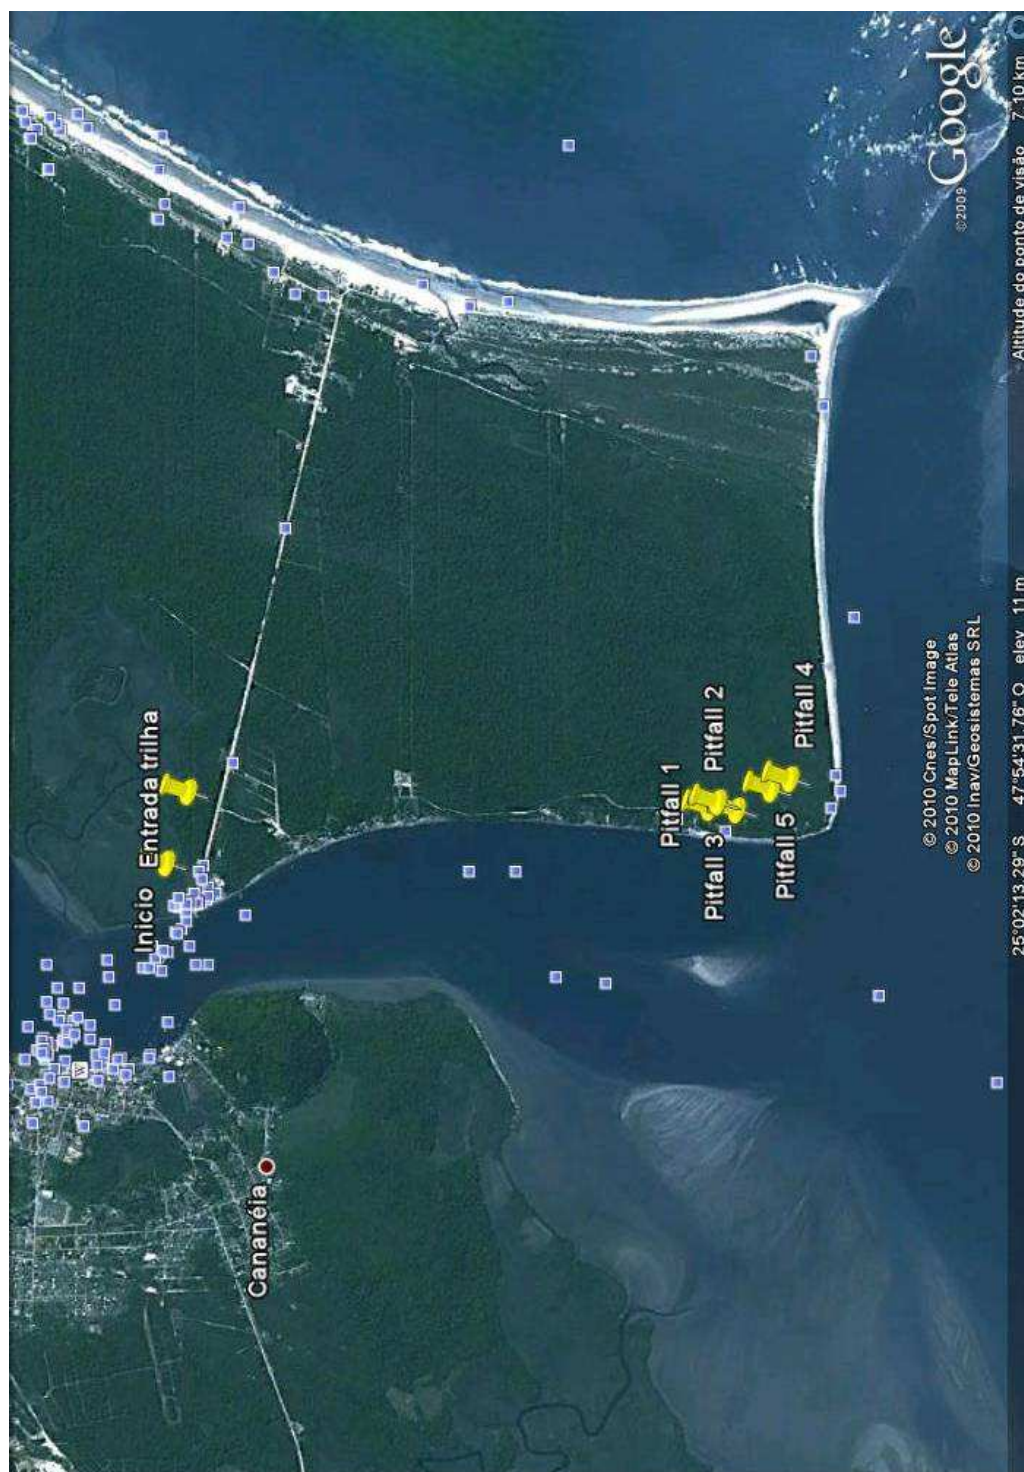 Cananéia
Inicio
Entrada trilha
W
Pitfall 1
Pitfall 3
Pitfall 2
Pitfall 5
Pitfall 4
©2009 Google
© 2010 Cnes/Spot Image
© 2010 MapLink/Tele Atlas
© 2010 Inav/Geosistemas SRL
25°02'13.29" S 47°54'31.76" O elev 11 m Altitude do ponto de visão 7.10 km